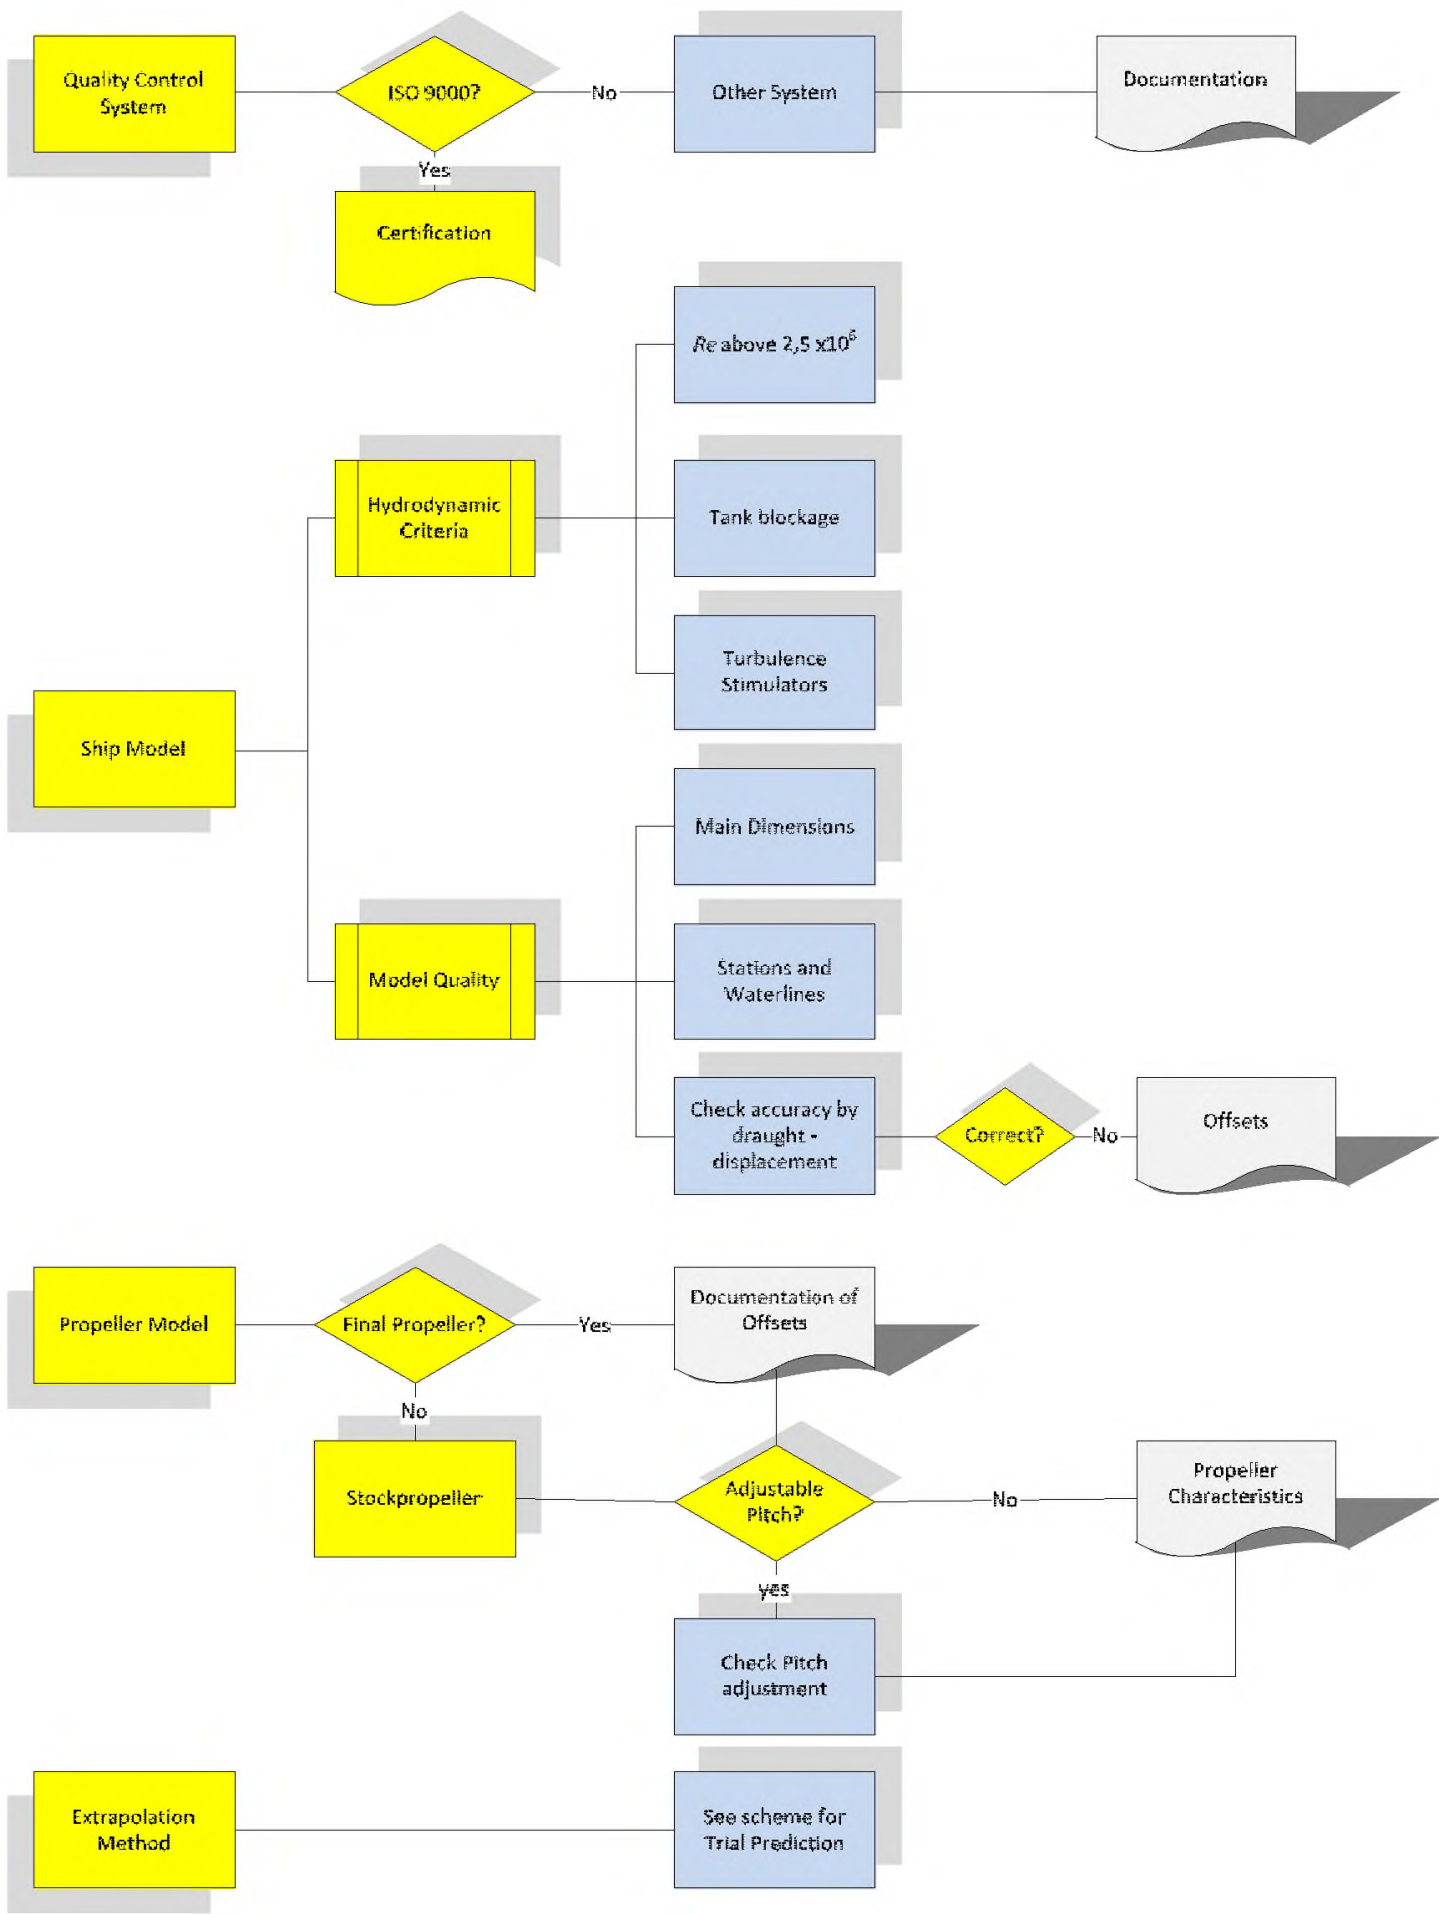 Quality Control
System
ISO 9000?
No
Other System
Documentation
Yes
Certification
Re above 2,5 x10⁶
Hydrodynamic
Criteria
Tank blockage
Turbulence
Stimulators
Ship Model
Main Dimensions
Model Quality
Stations and
Waterlines
Check accuracy by
draught -
displacement
Correct?
No
Offsets
Propeller Model
Final Propeller?
Yes
Documentation of
Offsets
No
Stockpropeller
Adjustable
Pitch?
No
Propeller
Characteristics
yes
Check Pitch
adjustment
Extrapolation
Method
See scheme for
Trial Prediction